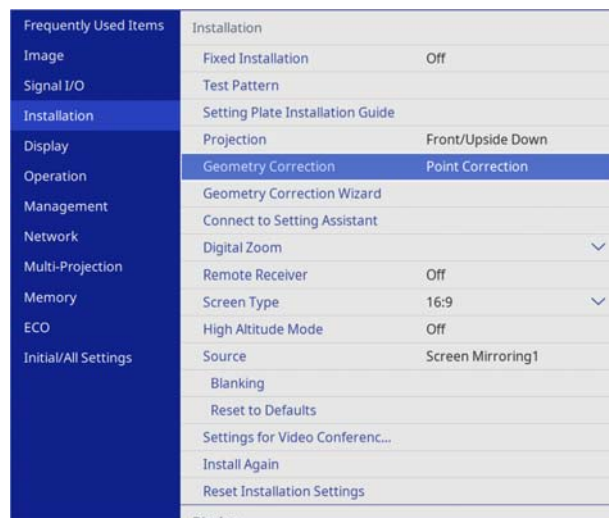 Frequently Used Items
Image
Signal I/O
Installation
Display
Operation
Management
Network
Multi-Projection
Memory
ECO
Initial/All Settings
Installation
Fixed Installation Off
Test Pattern
Setting Plate Installation Guide
Projection Front/Upside Down
Geometry Correction Point Correction
Geometry Correction Wizard
Connect to Setting Assistant
Digital Zoom
Remote Receiver Off
Screen Type 16:9
High Altitude Mode Off
Source Screen Mirroring1
Blanking
Reset to Defaults
Settings for Video Conferenc...
Install Again
Reset Installation Settings